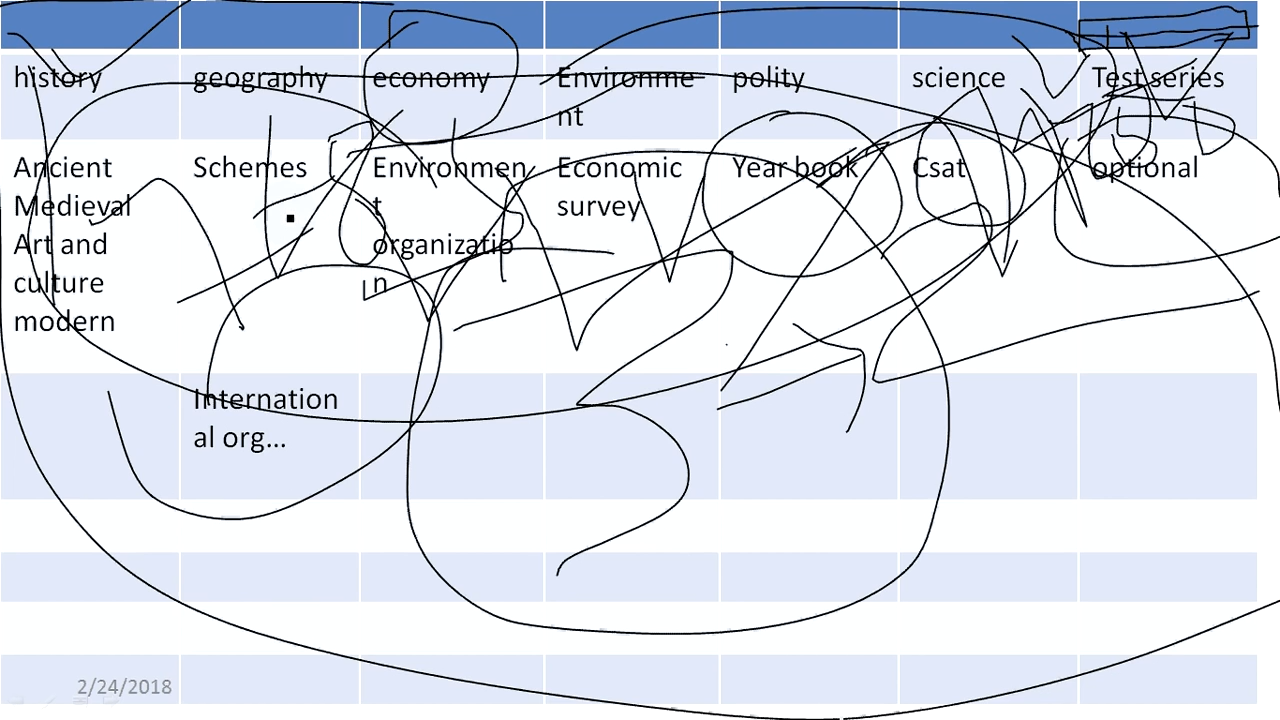 history geography economy Environme polity science Test series
nt
Ancient Schemes Environmen Economic Year book Csat optional
Medieval t survey
Art and organizatio
culture n
modern
Internation
al org...
2/24/2018